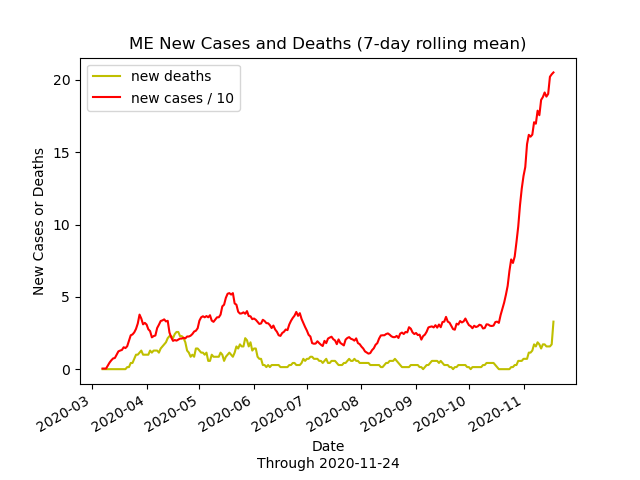 ME New Cases and Deaths (7-day rolling mean)
new deaths
new cases / 10
20
15
10
5
0
New Cases or Deaths
2020-03
2020-04
2020-05
2020-06
2020-07
2020-08
2020-09
2020-10
2020-11
Date
Through 2020-11-24